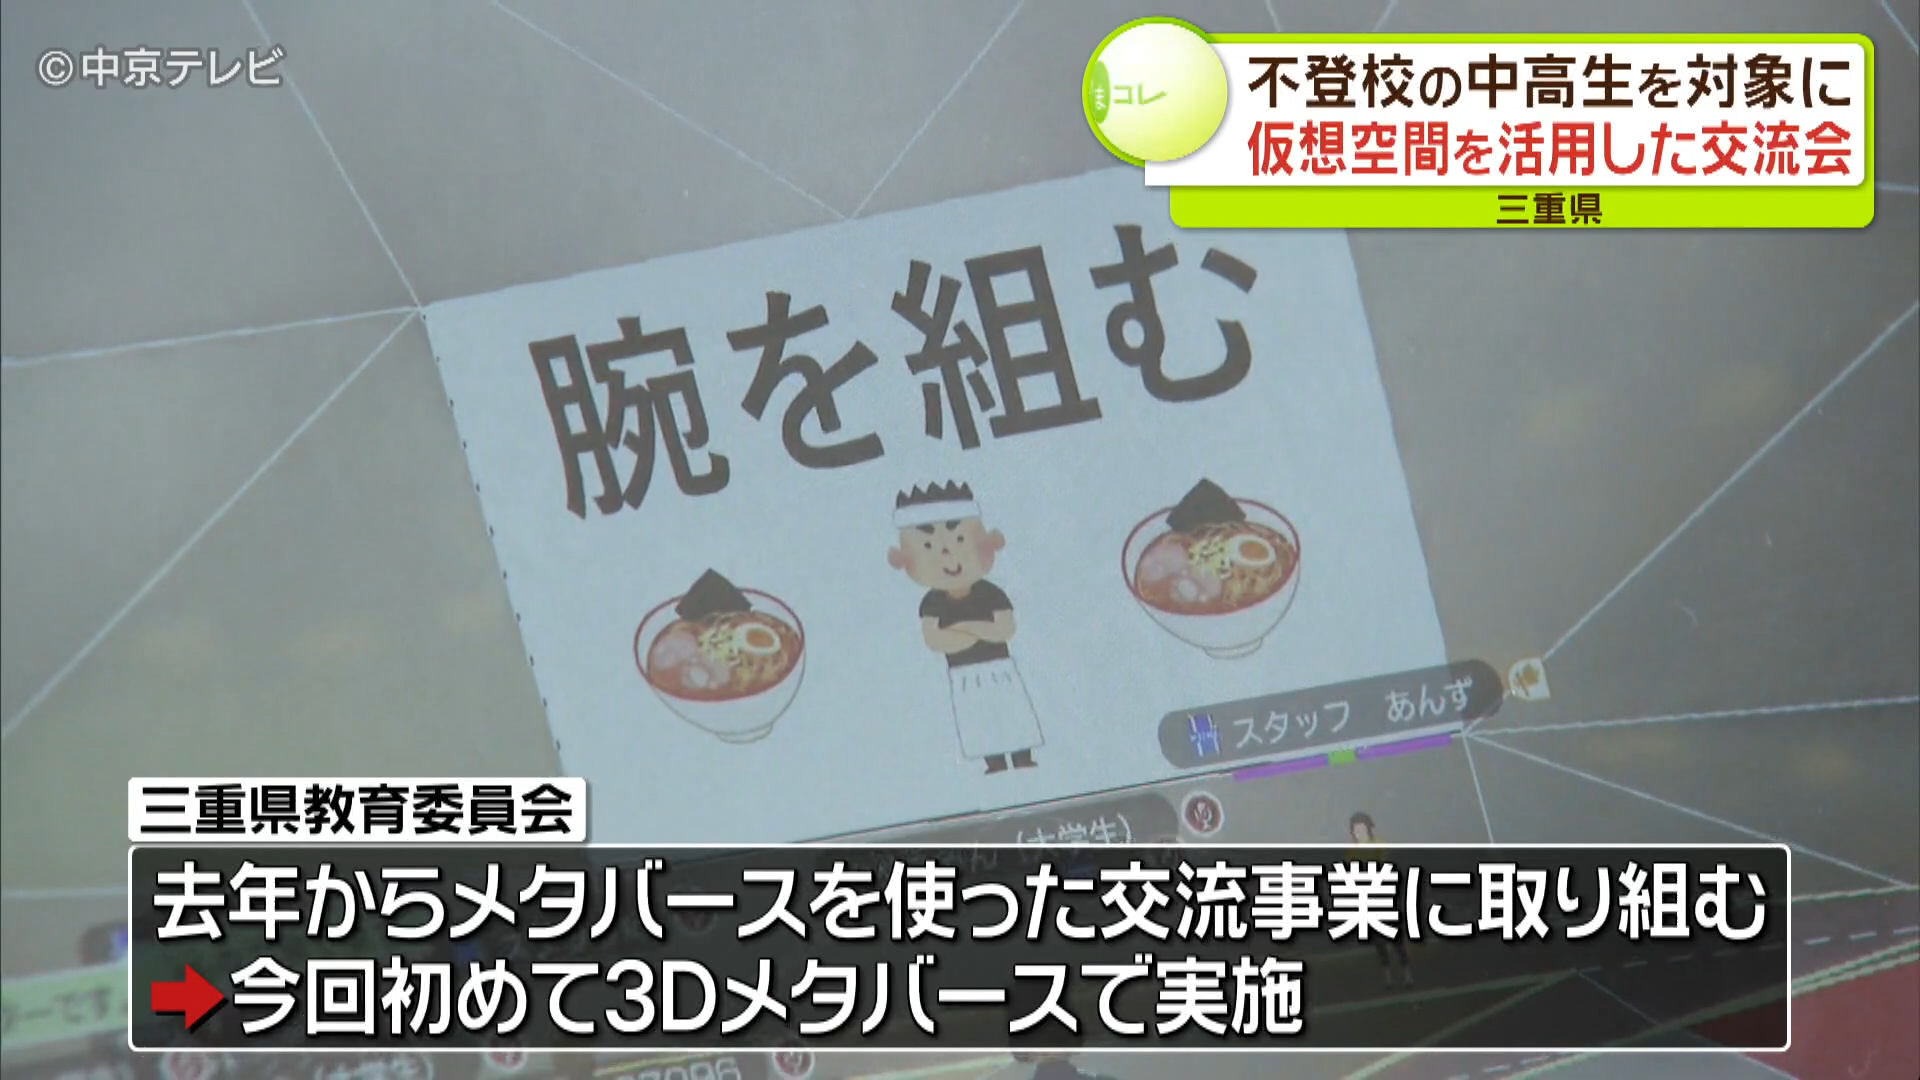 ©中京テレビ
コレ
不登校の中高生を対象に
仮想空間を活用した交流会
三重県
腕を組む
スタッフ あんず
(大学生)
三重県教育委員会
去年からメタバースを使った交流事業に取り組む
➡今回初めて3Dメタバースで実施